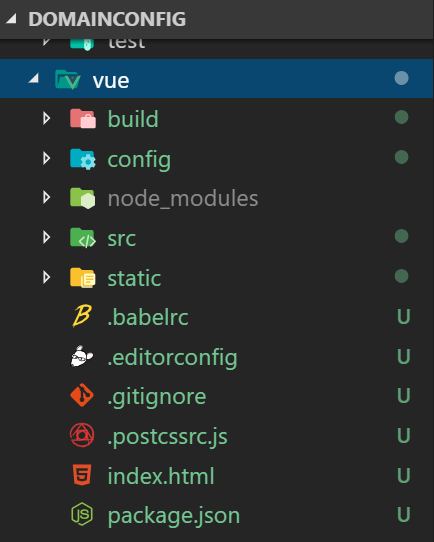 DOMAINCONFIG
test
vue
build
config
node_modules
src
static
.babelrc U
.editorconfig U
.gitignore U
.postcssrc.js U
index.html U
package.json U